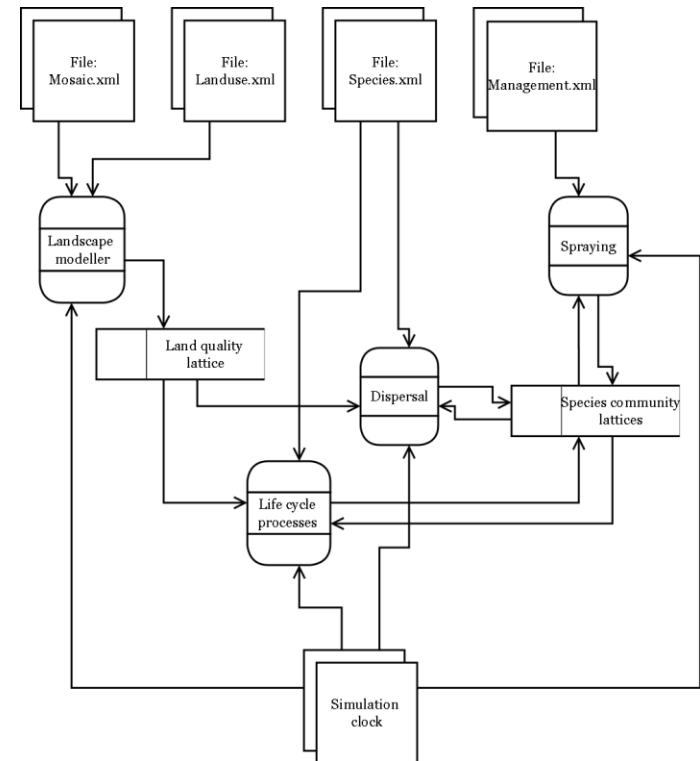 File:
Mosaic.xml
File:
Landuse.xml
File:
Species.xml
File:
Management.xml
Landscape
modeller
Spraying
Land quality
lattice
Dispersal
Species community
lattices
Life cycle
processes
Simulation
clock